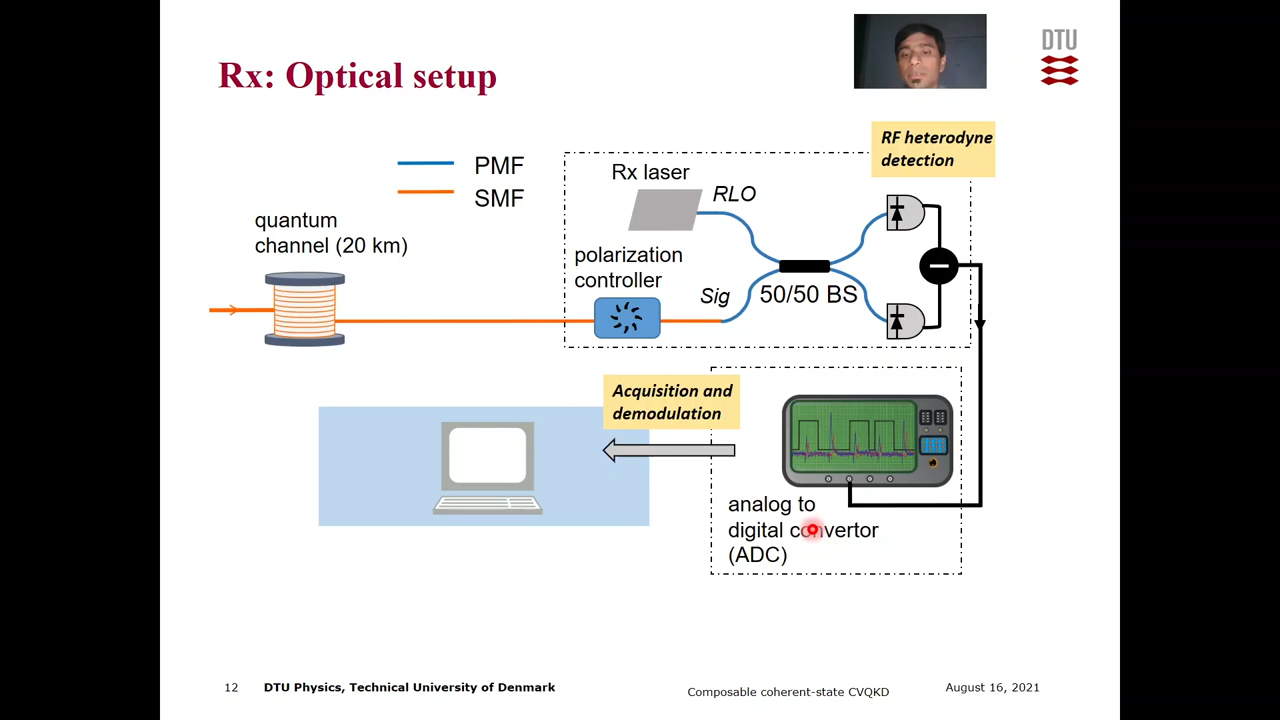 DTU
Rx: Optical setup
RF heterodyne
detection
PMF
SMF
Rx laser
RLO
quantum
channel (20 km)
polarization
controller
Sig
50/50 BS
Acquisition and
demodulation
analog to
digital convertor
(ADC)
12
DTU Physics, Technical University of Denmark
Composable coherent-state CVQKD
August 16, 2021